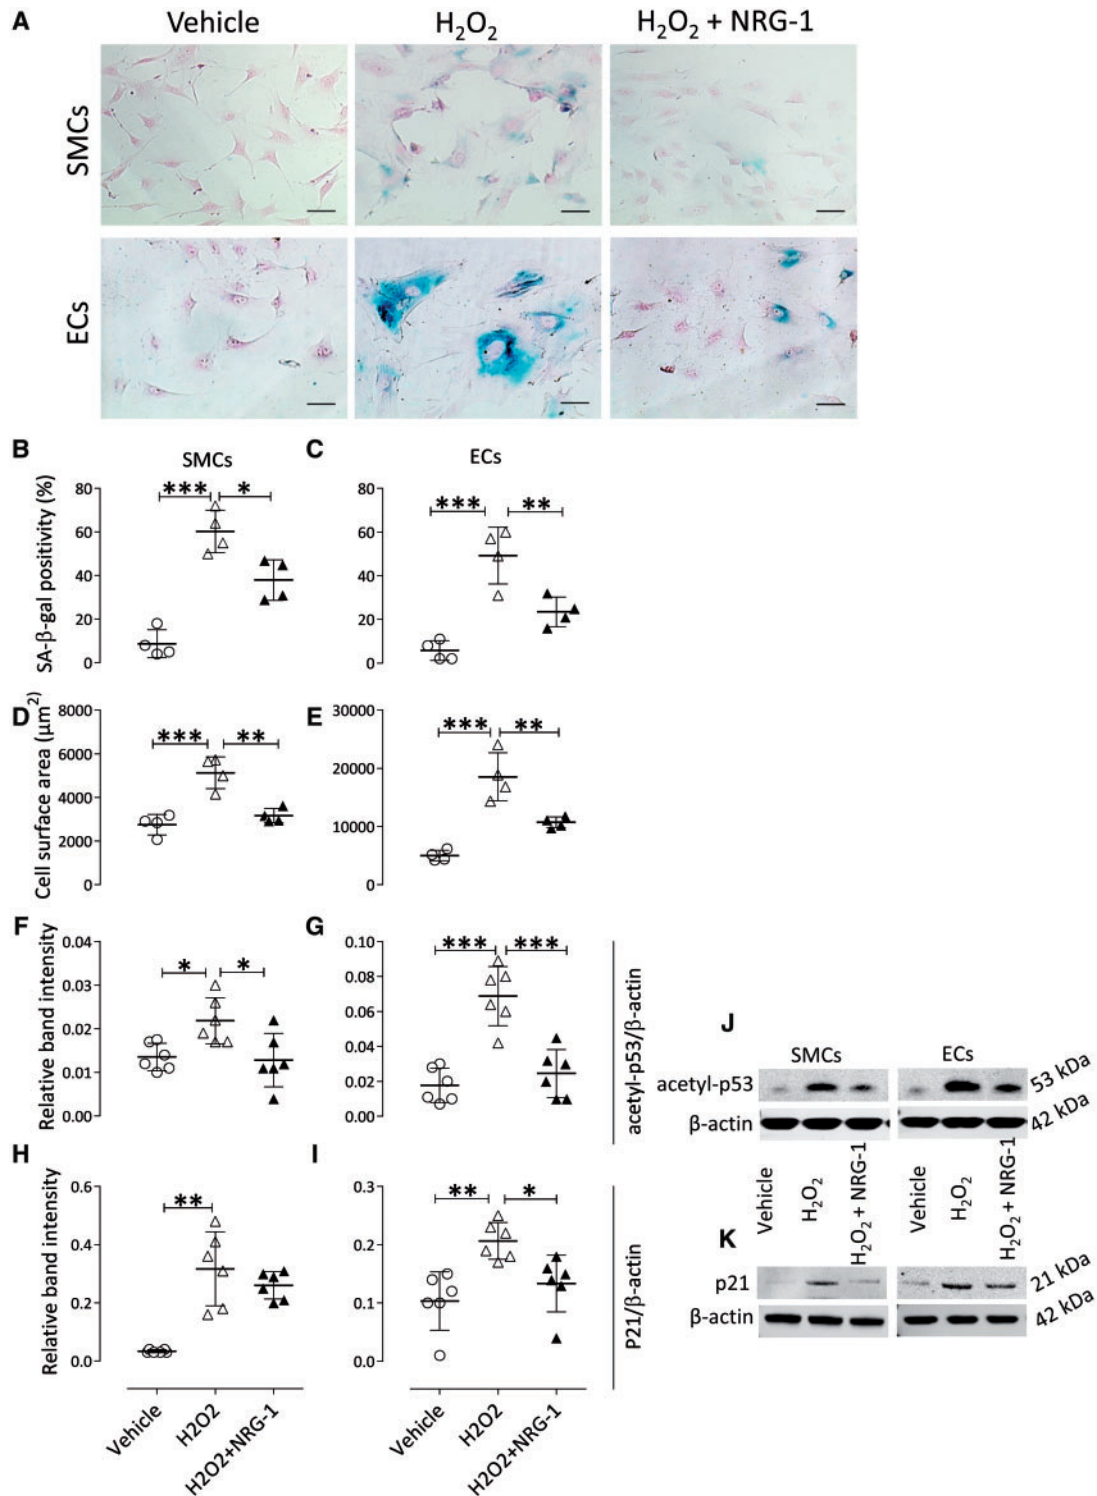 A
Vehicle
H₂O₂
H₂O₂ + NRG-1
SMCs
ECs
B
SMCs
C
ECs
SA-β-gal positivity (%)
80
60
40
20
0
*** *
80
60
40
20
0
*** **
D
Cell surface area (µm²)
8000
6000
4000
2000
0
*** **
E
30000
20000
10000
0
*** **
F
Relative band intensity
0.04
0.03
0.02
0.01
0.00
* *
G
0.10
0.08
0.06
0.04
0.02
0.00
*** ***
acetyl-p53/β-actin
H
Relative band intensity
0.6
0.4
0.2
0.0
**
I
0.3
0.2
0.1
0.0
** *
P21/β-actin
Vehicle
H2O2
H2O2+NRG-1
Vehicle
H2O2
H2O2+NRG-1
J
SMCs
ECs
acetyl-p53
53 kDa
β-actin
42 kDa
Vehicle
H₂O₂
H₂O₂ + NRG-1
Vehicle
H₂O₂
H₂O₂ + NRG-1
K
p21
21 kDa
β-actin
42 kDa